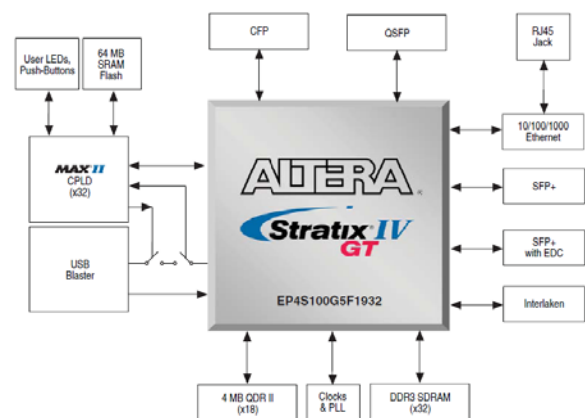 CFP
QSFP
RJ45
Jack
User LEDs,
Push-Buttons
64 MB
SRAM
Flash
10/100/1000
Ethernet
MAX II
CPLD
(x32)
ALTERA®
SFP+
Stratix® IV
GT
SFP+
with EDC
USB
Blaster
EP4S100G5F1932
Interlaken
4 MB QDR II
(x18)
Clocks
& PLL
DDR3 SDRAM
(x32)